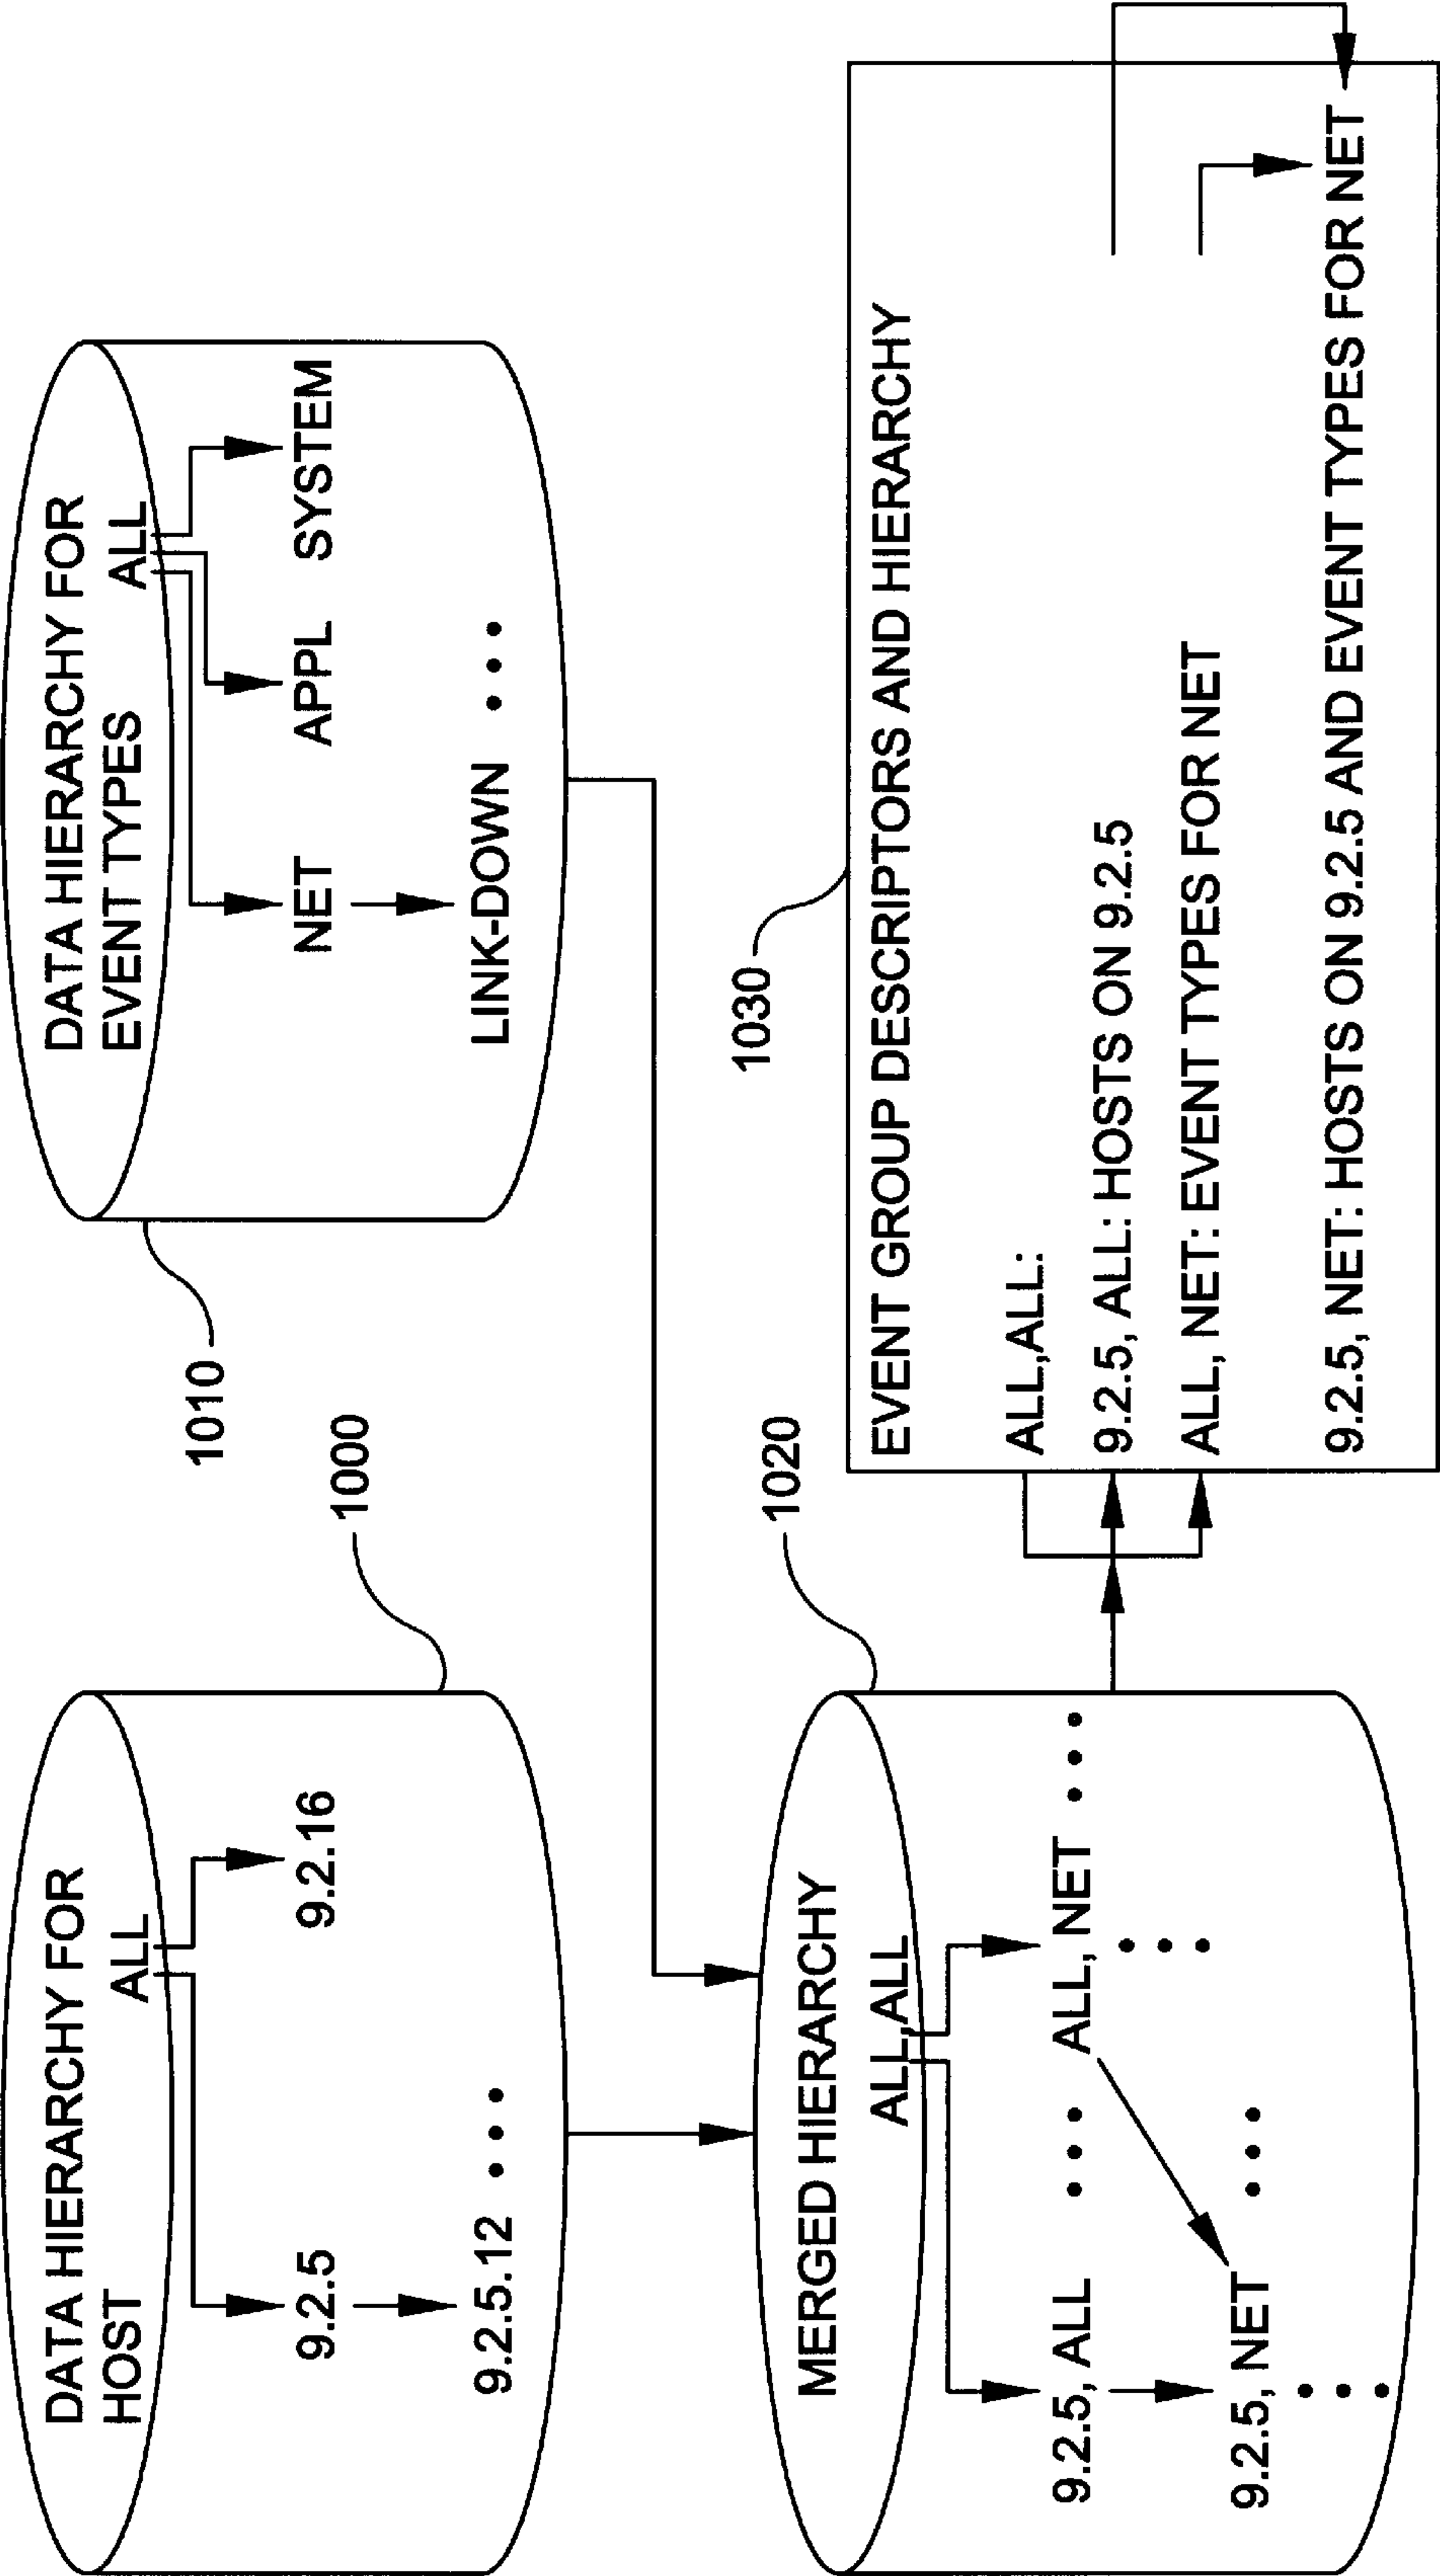 DATA HIERARCHY FOR
HOST
ALL
9.2.5
9.2.16
9.2.5.12 • • •
1000
DATA HIERARCHY FOR
EVENT TYPES
ALL
NET APPL SYSTEM
LINK-DOWN • • •
1010
MERGED HIERARCHY
ALL,ALL
9.2.5, ALL • • • ALL, NET • • •
9.2.5, NET • • •
1020
1030
EVENT GROUP DESCRIPTORS AND HIERARCHY
ALL,ALL:
9.2.5, ALL: HOSTS ON 9.2.5
ALL, NET: EVENT TYPES FOR NET
9.2.5, NET: HOSTS ON 9.2.5 AND EVENT TYPES FOR NET